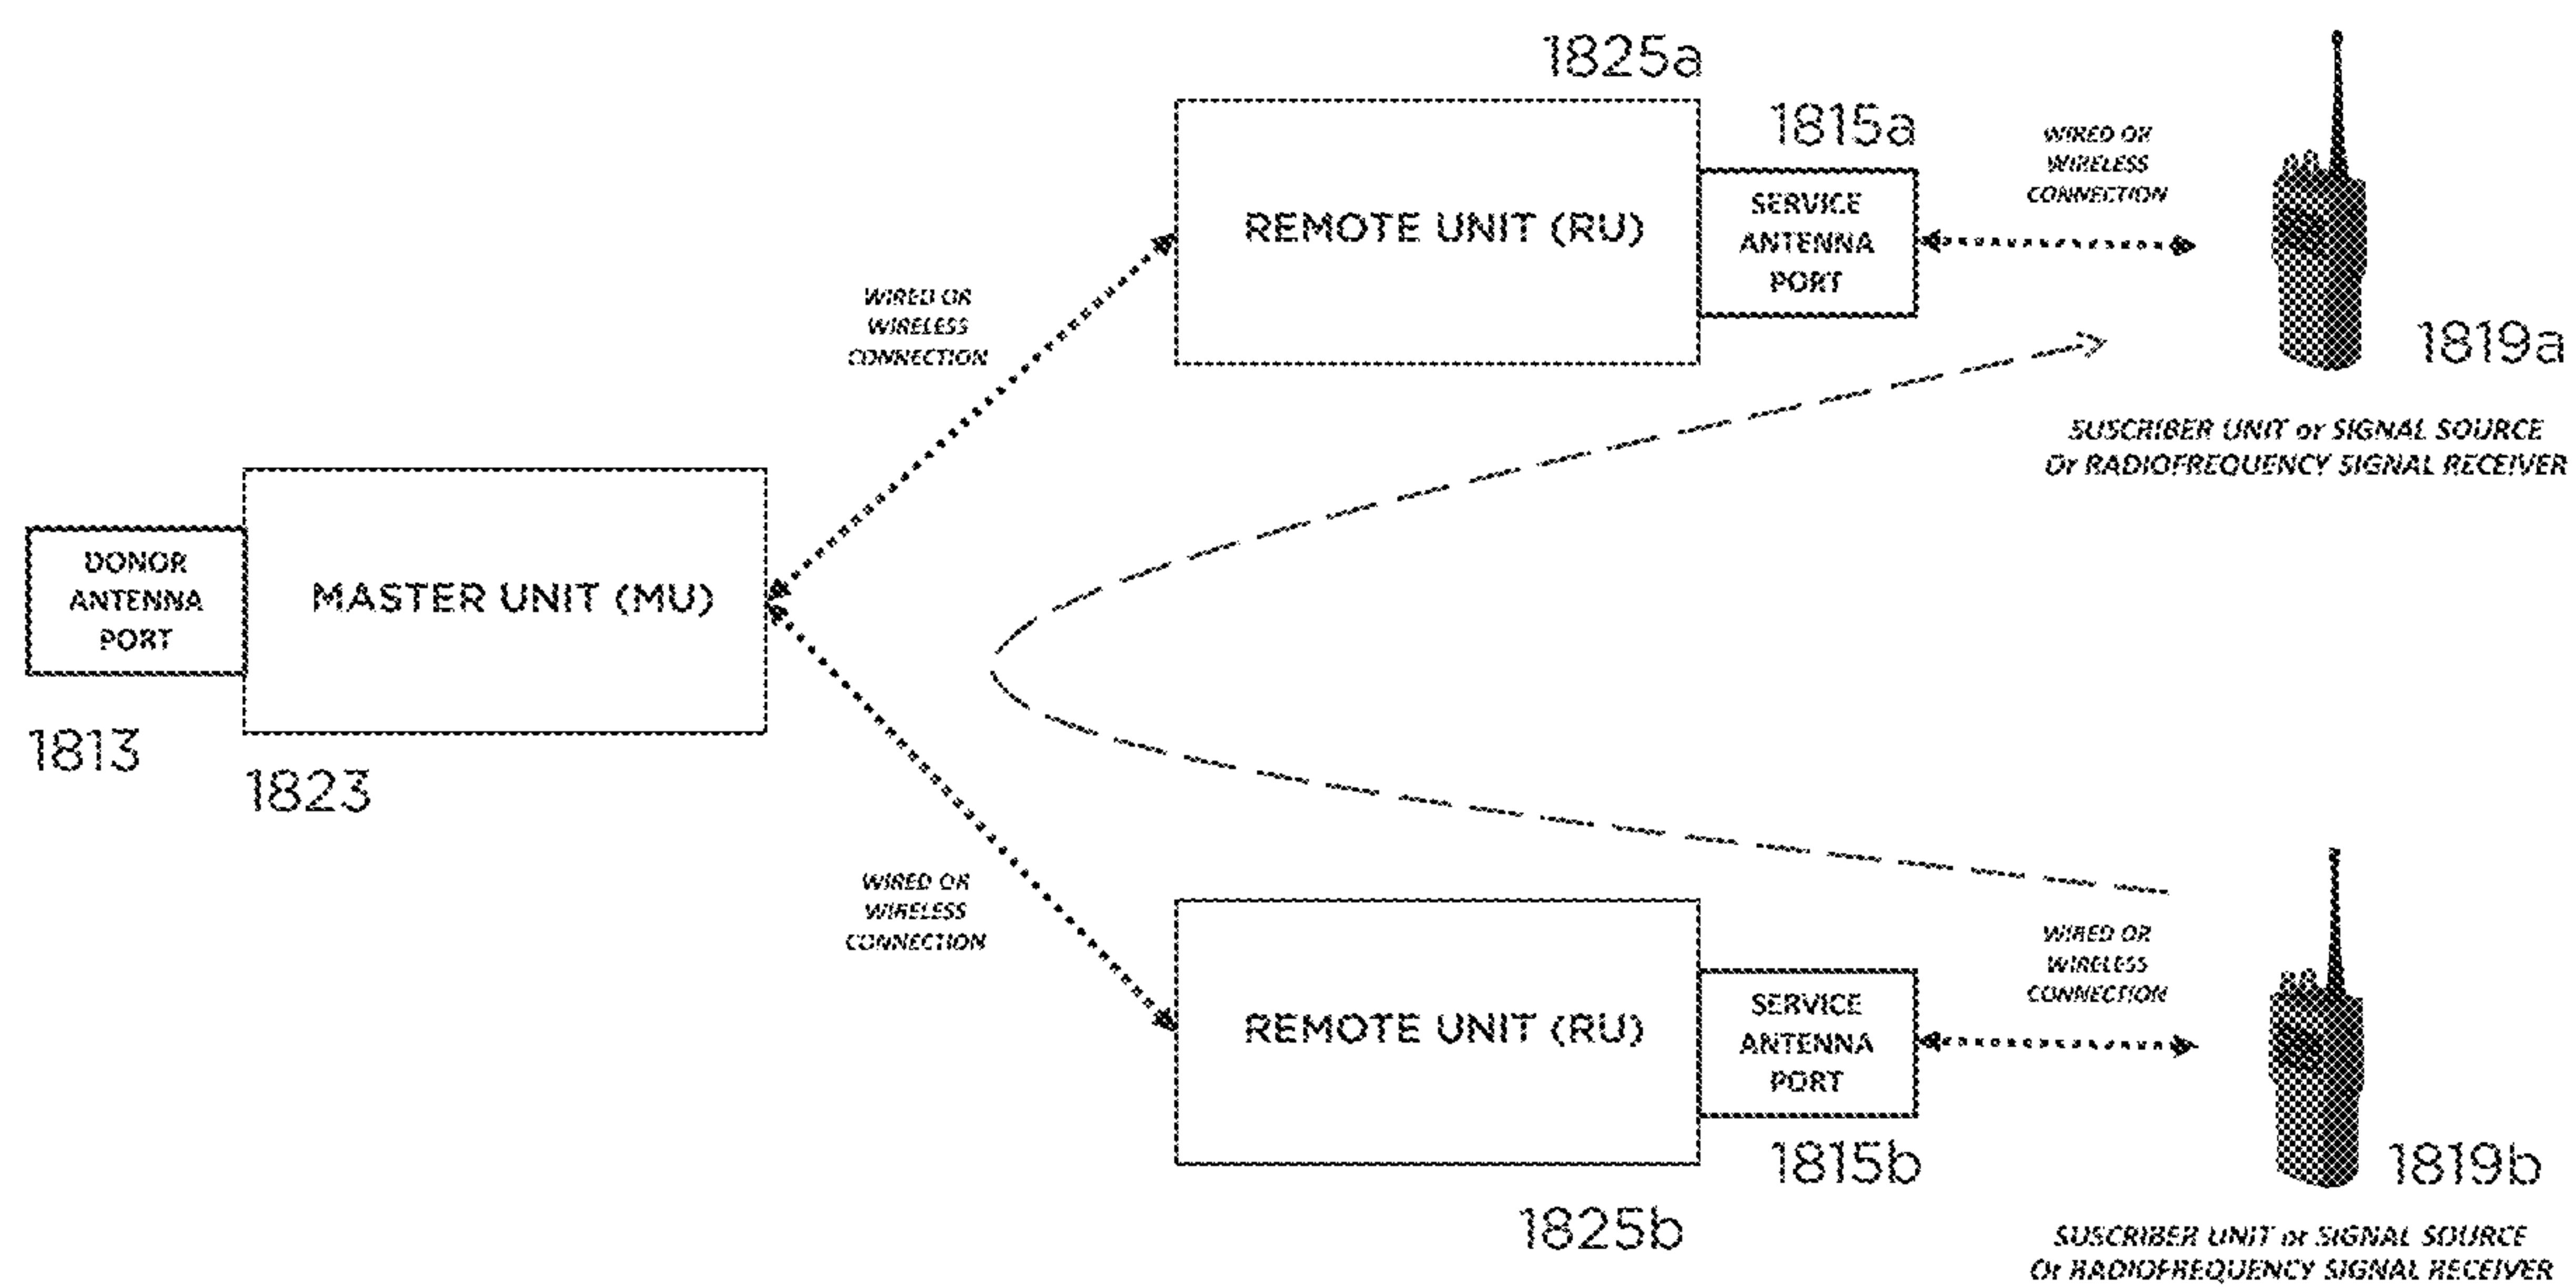 1825a
1815a
REMOTE UNIT (RU)
SERVICE
ANTENNA
PORT
WIRED OR
WIRELESS
CONNECTION
1819a
SUSCRIBER UNIT or SIGNAL SOURCE
Or RADIOFREQUENCY SIGNAL RECEIVER
WIRED OR
WIRELESS
CONNECTION
DONOR
ANTENNA
PORT
MASTER UNIT (MU)
1813
1823
WIRED OR
WIRELESS
CONNECTION
REMOTE UNIT (RU)
SERVICE
ANTENNA
PORT
WIRED OR
WIRELESS
CONNECTION
1815b
1825b
1819b
SUSCRIBER UNIT or SIGNAL SOURCE
Or RADIOFREQUENCY SIGNAL RECEIVER